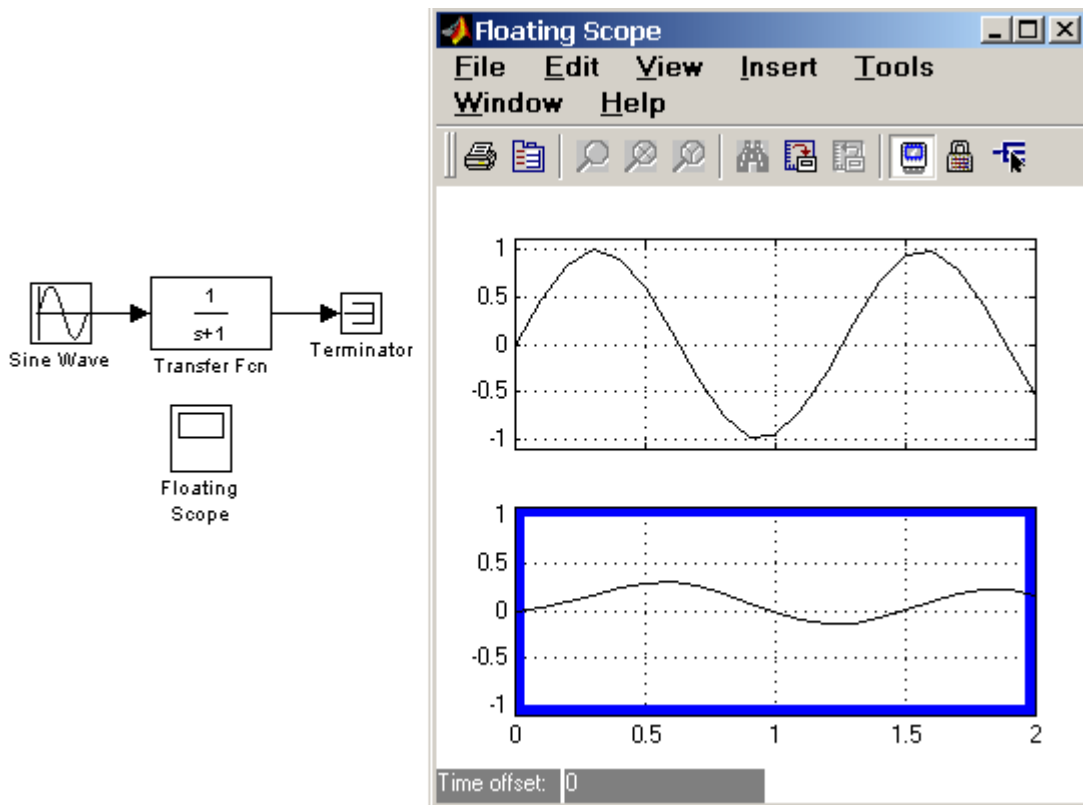 Floating Scope
File Edit View Insert Tools
Window Help
1
0.5
0
-0.5
-1
1
s+1
Sine Wave
Transfer Fcn
Terminator
Floating
Scope
1
0.5
0
-0.5
-1
0 0.5 1 1.5 2
Time offset: 0